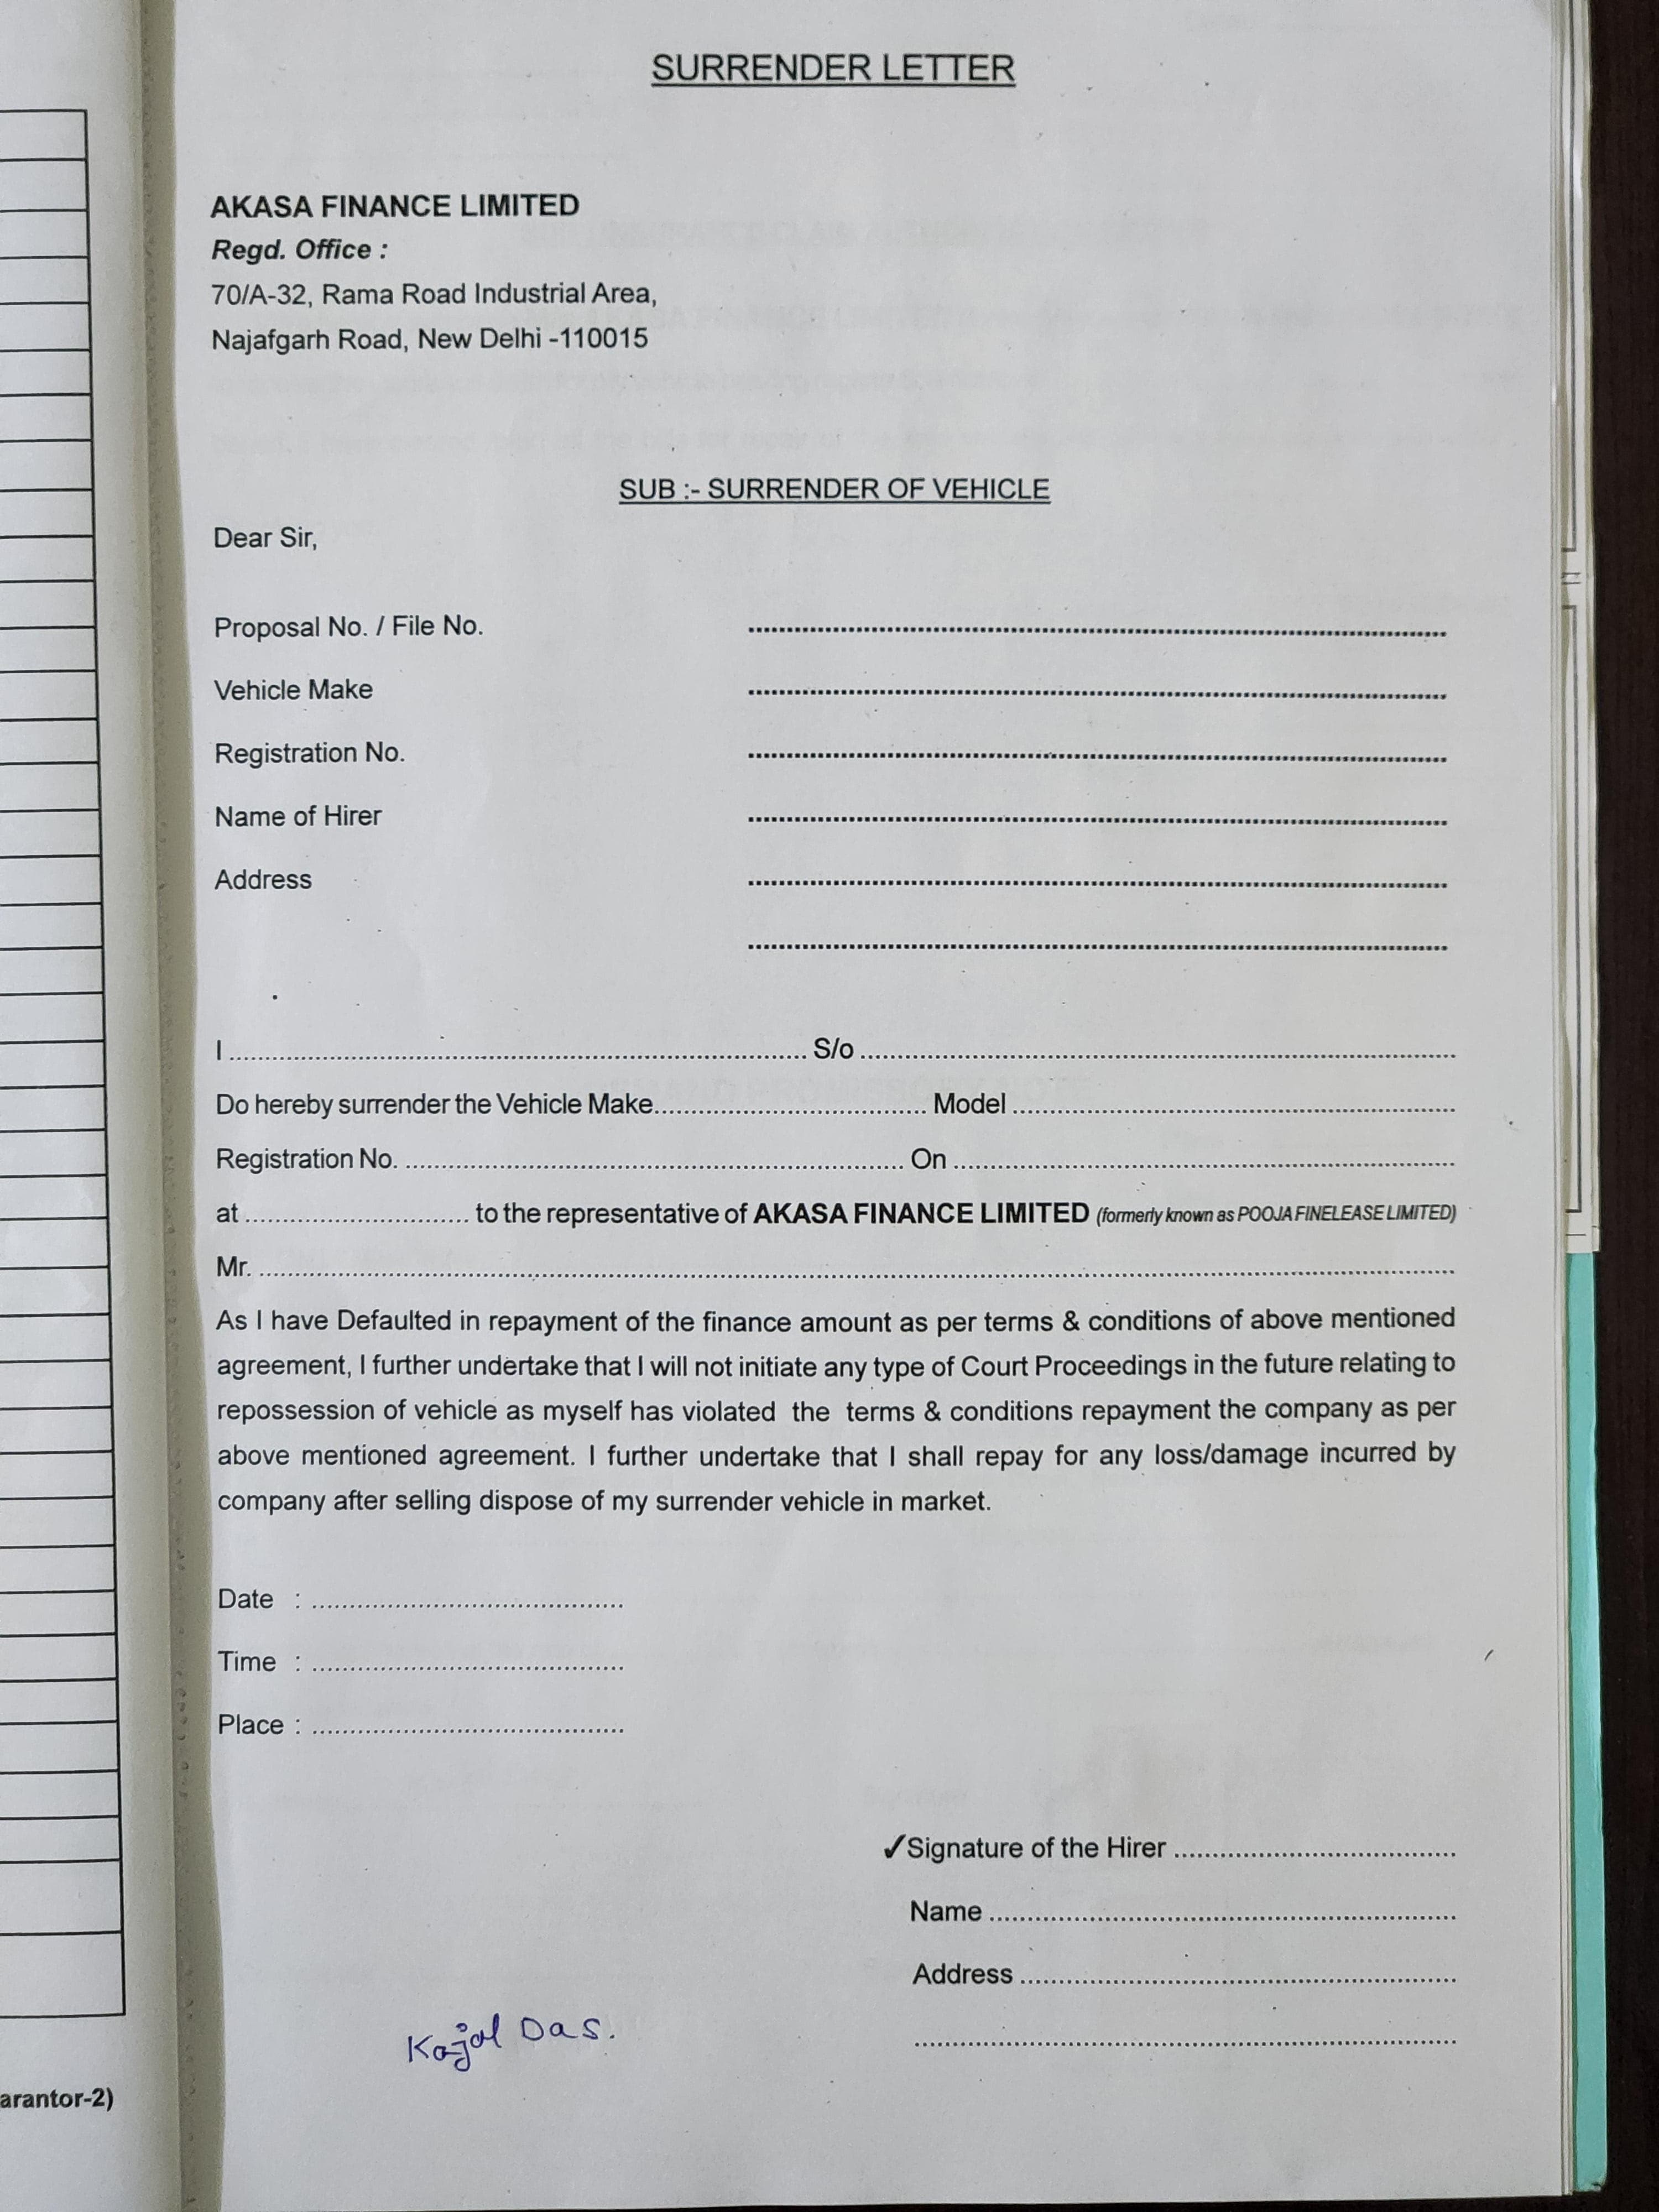 SURRENDER LETTER
AKASA FINANCE LIMITED
Regd. Office :
70/A-32, Rama Road Industrial Area,
Najafgarh Road, New Delhi -110015
SUB :- SURRENDER OF VEHICLE
Dear Sir,
Proposal No. / File No. ....................
Vehicle Make ....................
Registration No. ....................
Name of Hirer ....................
Address ....................
....................
I .................... S/o ....................
Do hereby surrender the Vehicle Make.................... Model ....................
Registration No. .................... On ....................
at .................... to the representative of AKASA FINANCE LIMITED (formerly known as POOJA FINELEASE LIMITED)
Mr. ....................
As I have Defaulted in repayment of the finance amount as per terms & conditions of above mentioned
agreement, I further undertake that I will not initiate any type of Court Proceedings in the future relating to
repossession of vehicle as myself has violated the terms & conditions repayment the company as per
above mentioned agreement. I further undertake that I shall repay for any loss/damage incurred by
company after selling dispose of my surrender vehicle in market.
Date : ....................
Time : ....................
Place : ....................
✓Signature of the Hirer ....................
Name ....................
Address ....................
....................
Kajol Das.
arantor-2)